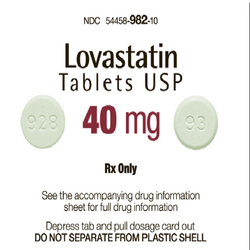 NDC 54458-982-10
Lovastatin
Tablets USP
928 40 mg 93
Rx Only
See the accompanying drug information
sheet for full drug information
Depress tab and pull dosage card out
DO NOT SEPARATE FROM PLASTIC SHELL